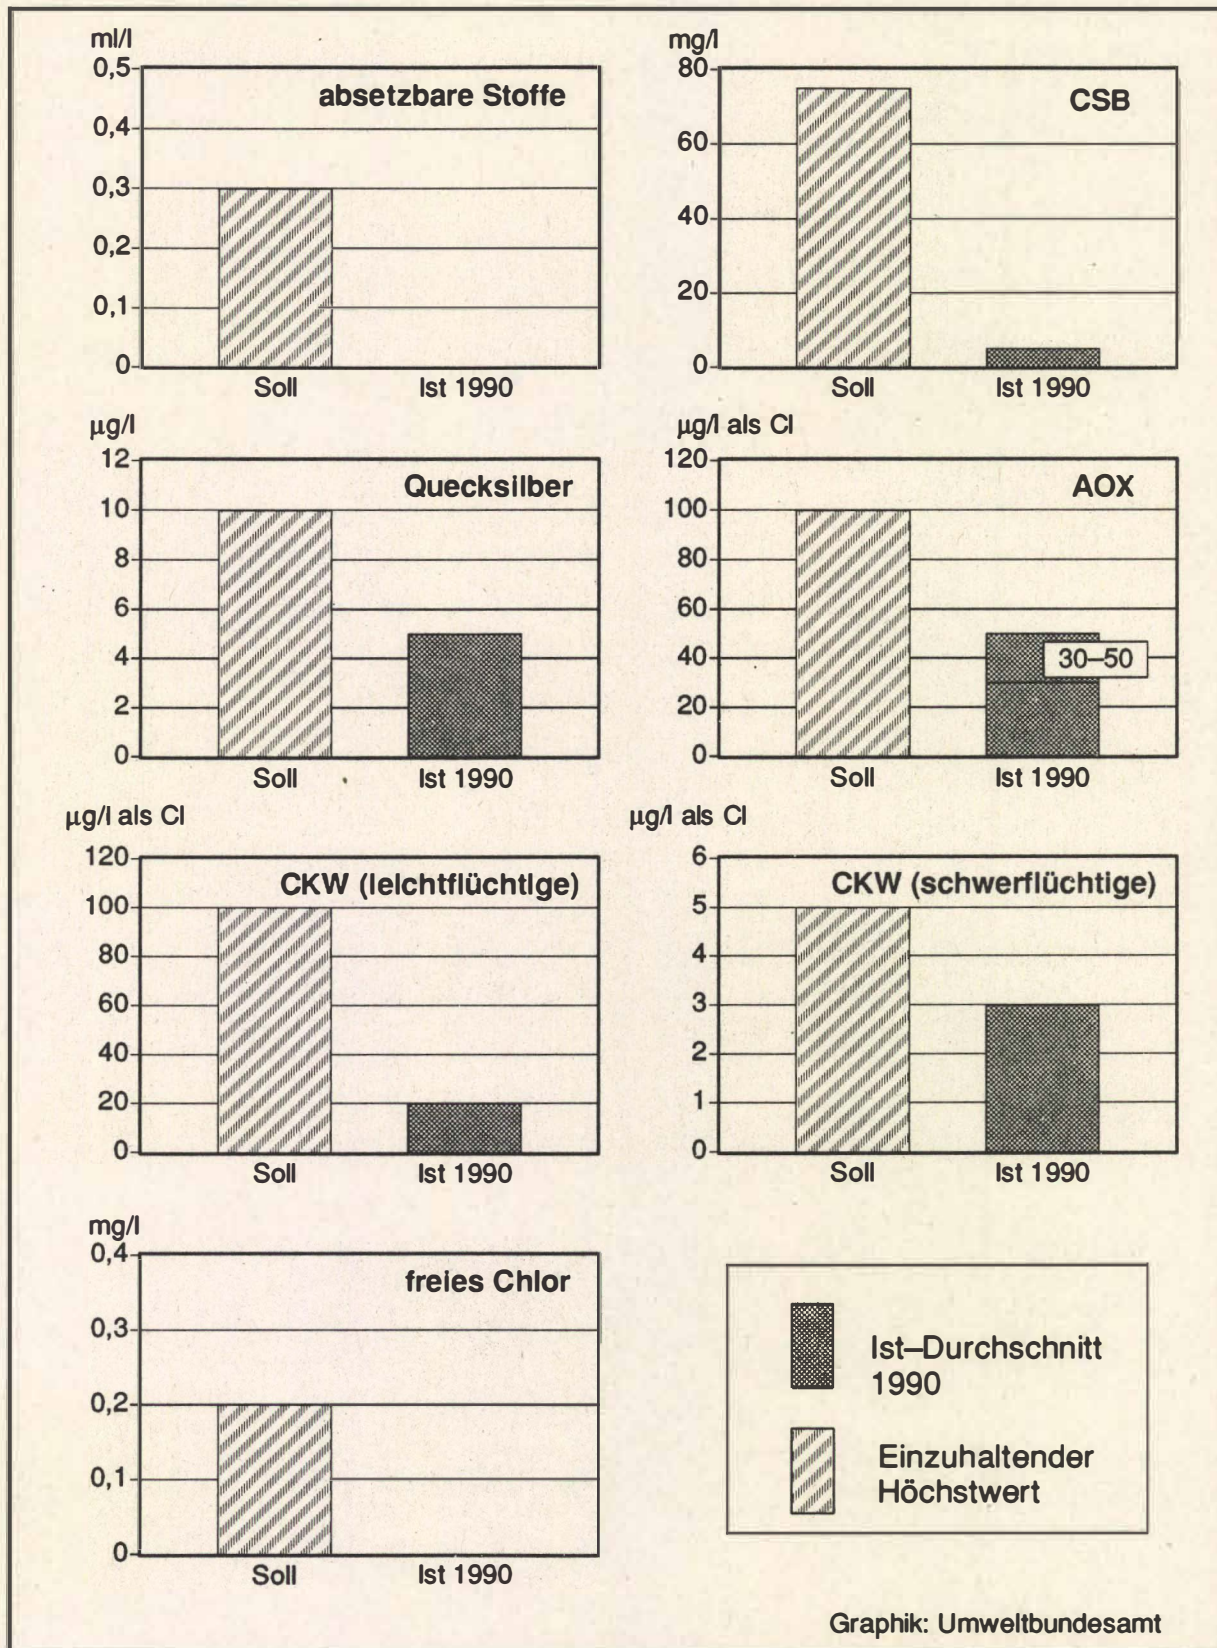 ml/l
0,5
absetzbare Stoffe
0,4
0,3
0,2
0,1
0
Soll Ist 1990
mg/l
80
CSB
60
40
20
0
Soll Ist 1990
µg/l
12
Quecksilber
10
8
6
4
2
0
Soll Ist 1990
µg/l als Cl
120
AOX
100
80
60
40
30–50
20
0
Soll Ist 1990
µg/l als Cl
120
CKW (leichtflüchtige)
100
80
60
40
20
0
Soll Ist 1990
µg/l als Cl
6
CKW (schwerflüchtige)
5
4
3
2
1
0
Soll Ist 1990
mg/l
0,4
freies Chlor
0,3
0,2
0,1
0
Soll Ist 1990
Ist–Durchschnitt
1990
Einzuhaltender
Höchstwert
Graphik: Umweltbundesamt